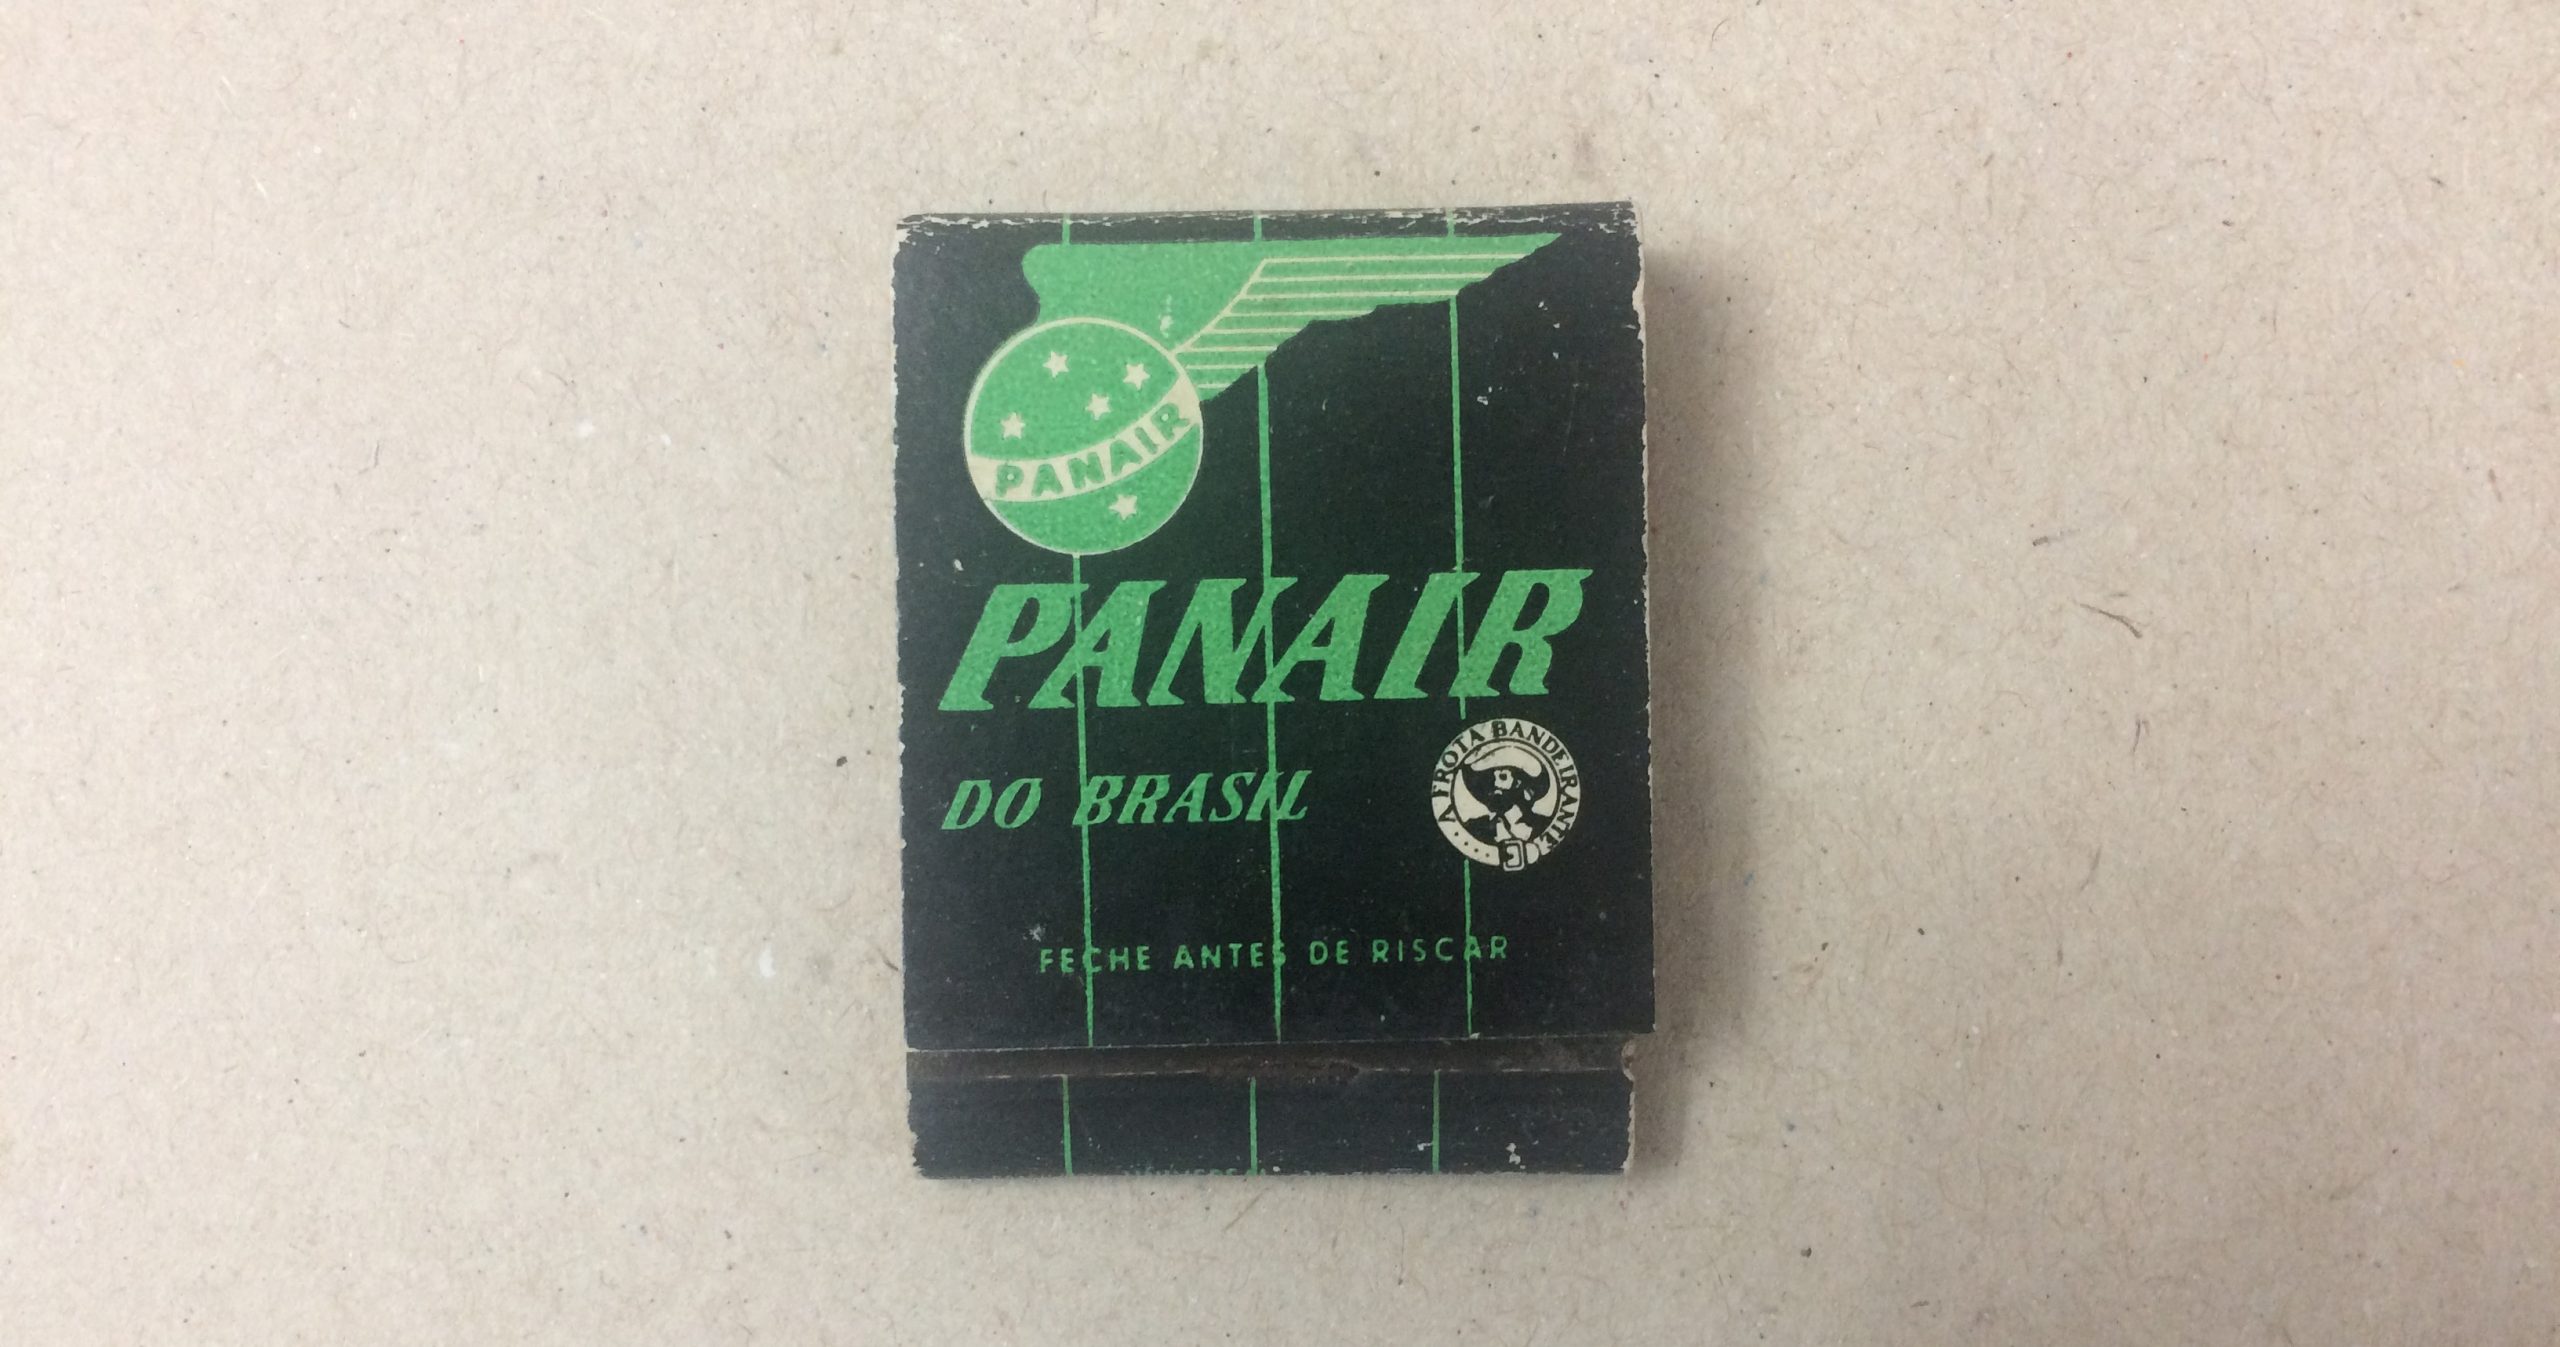 PANAIR
PANAIR
DO BRASIL
A FROTA BANDEIRANTE
FECHE ANTES DE RISCAR